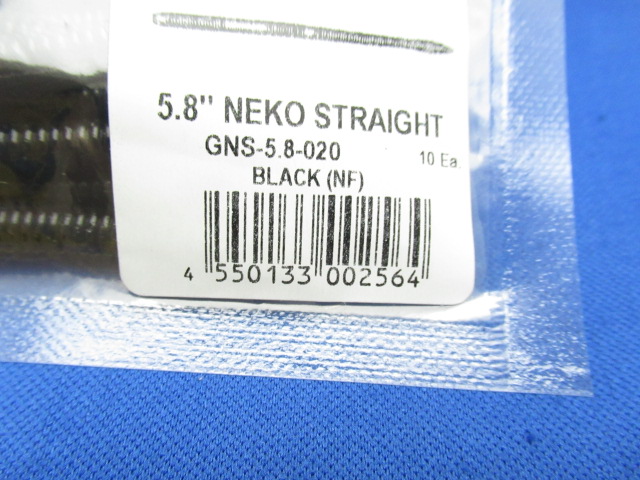 5.8" NEKO STRAIGHT
GNS-5.8-020
10 Ea.
BLACK (NF)
4 550133 002564